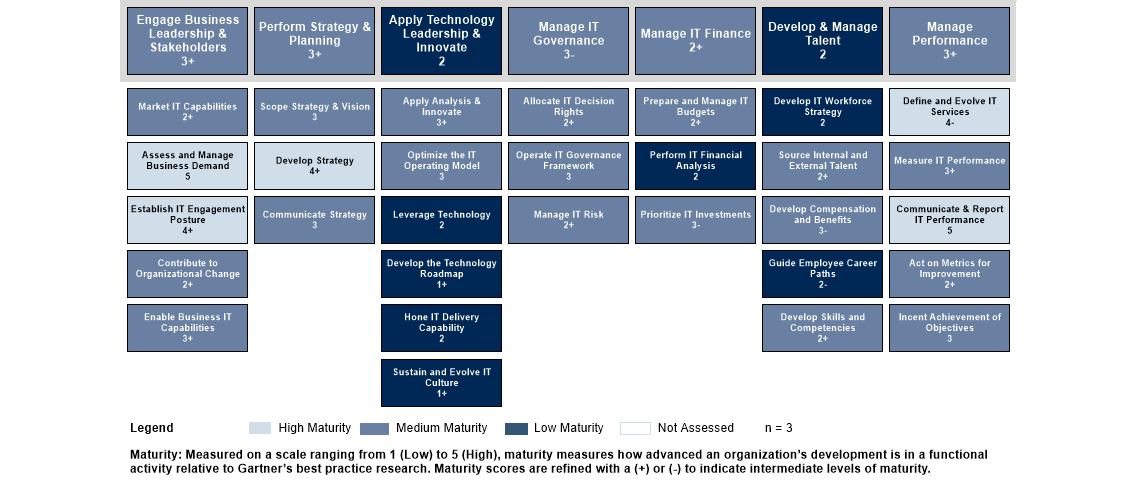 Engage Business
Leadership &
Stakeholders
3+
Perform Strategy &
Planning
3+
Apply Technology
Leadership &
Innovate
2
Manage IT
Governance
3-
Manage IT Finance
2+
Develop & Manage
Talent
2
Manage
Performance
3+
Market IT Capabilities
2+
Scope Strategy & Vision
3
Apply Analysis &
Innovate
3+
Allocate IT Decision
Rights
2+
Prepare and Manage IT
Budgets
2+
Develop IT Workforce
Strategy
2
Define and Evolve IT
Services
4-
Assess and Manage
Business Demand
5
Develop Strategy
4+
Optimize the IT
Operating Model
3
Operate IT Governance
Framework
3
Perform IT Financial
Analysis
2
Source Internal and
External Talent
2+
Measure IT Performance
3+
Establish IT Engagement
Posture
4+
Communicate Strategy
3
Leverage Technology
2
Manage IT Risk
2+
Prioritize IT Investments
3-
Develop Compensation
and Benefits
3-
Communicate & Report
IT Performance
5
Contribute to
Organizational Change
2+
Develop the Technology
Roadmap
1+
Guide Employee Career
Paths
2-
Act on Metrics for
Improvement
2+
Enable Business IT
Capabilities
3+
Hone IT Delivery
Capability
2
Develop Skills and
Competencies
2+
Incent Achievement of
Objectives
3
Sustain and Evolve IT
Culture
1+
Legend High Maturity Medium Maturity Low Maturity Not Assessed n = 3
Maturity: Measured on a scale ranging from 1 (Low) to 5 (High), maturity measures how advanced an organization’s development is in a functional
activity relative to Gartner’s best practice research. Maturity scores are refined with a (+) or (-) to indicate intermediate levels of maturity.